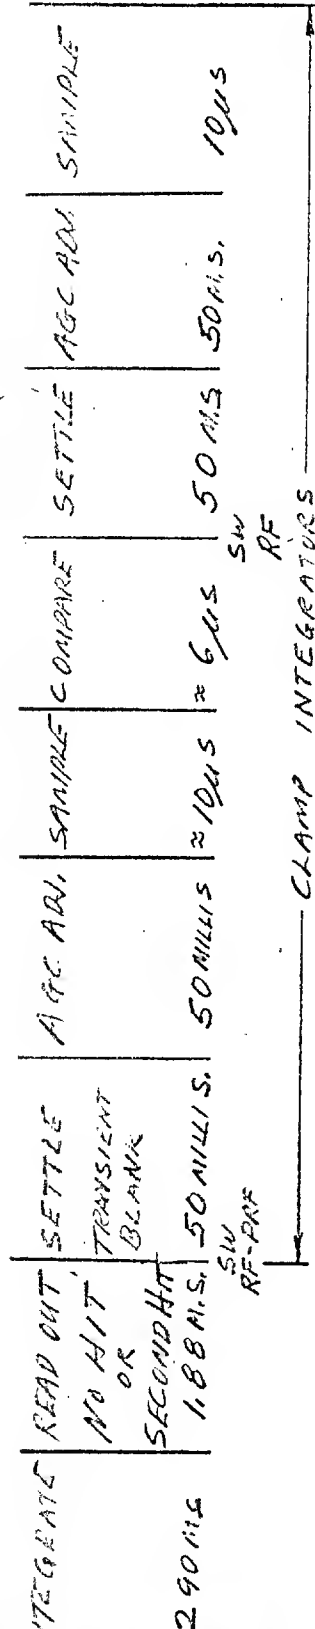 INTEGRATE
290 MS
READ OUT
NO HIT
OR
SECOND HIT
1.88 M.S.
SETTLE
TRANSIENT
BLANK
50 MILLI S.
SW
RF-PRF
AGC ADJ.
50 MILLI S
SAMPLE
≈ 10 µS
COMPARE
≈ 6 µS
SETTLE
50 M.S
SW
RF
AGC ADJ.
50 M.S.
SAMPLE
10 µS
CLAMP INTEGRATORS